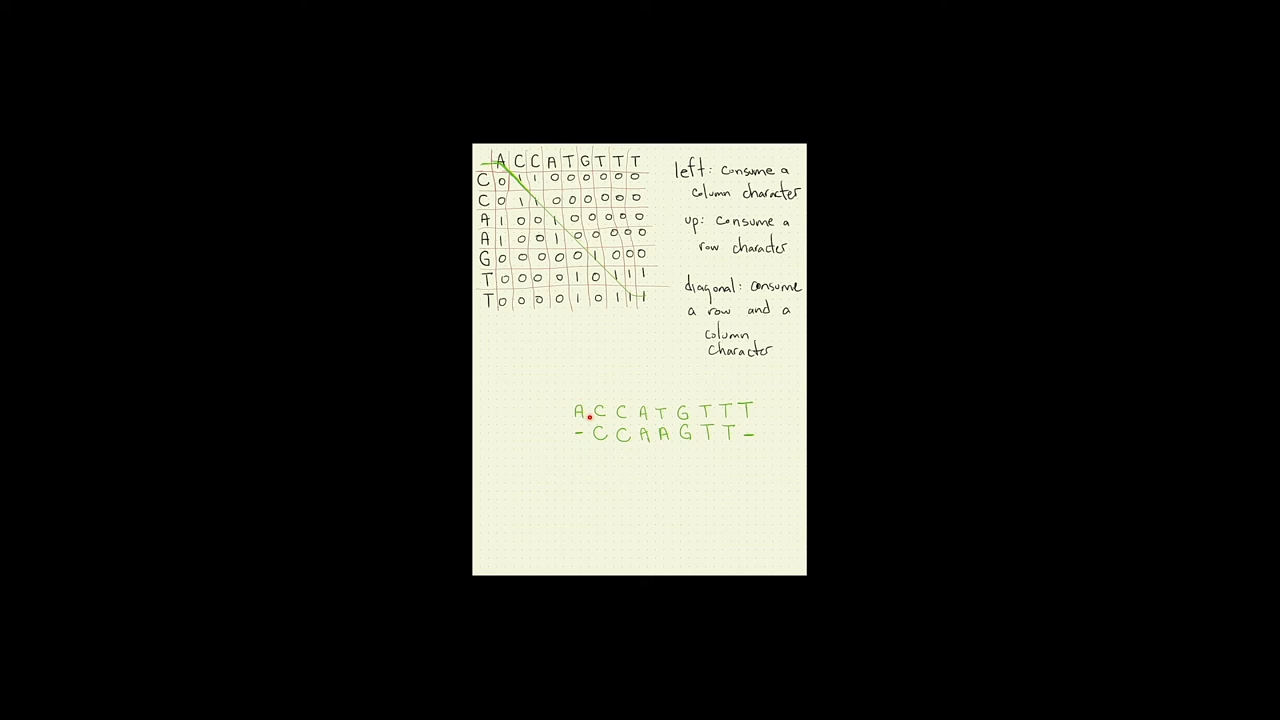 A C C A T G T T T
C 0 1 1 0 0 0 0 0 0
C 0 1 1 0 0 0 0 0 0
A 1 0 0 1 0 0 0 0 0
A 1 0 0 1 0 0 0 0 0
G 0 0 0 0 0 1 0 0 0
T 0 0 0 0 1 0 1 1 1
T 0 0 0 0 1 0 1 1 1
left: consume a
column character
up: consume a
row character
diagonal: consume
a row and a
column
character
A C C A T G T T T
- C C A A G T T -